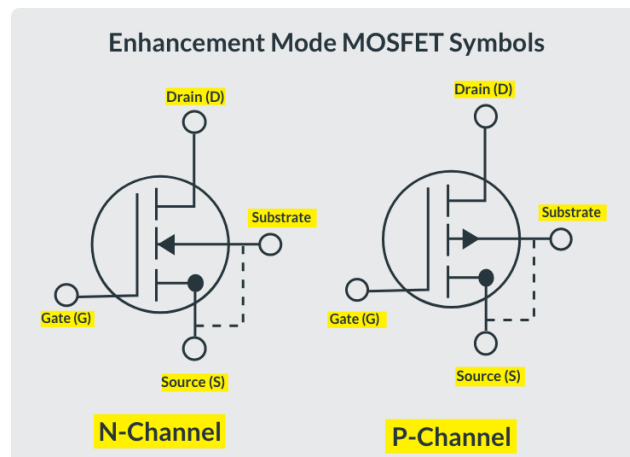 Enhancement Mode MOSFET Symbols
Drain (D)
Substrate
Gate (G)
Source (S)
N-Channel
Drain (D)
Substrate
Gate (G)
Source (S)
P-Channel